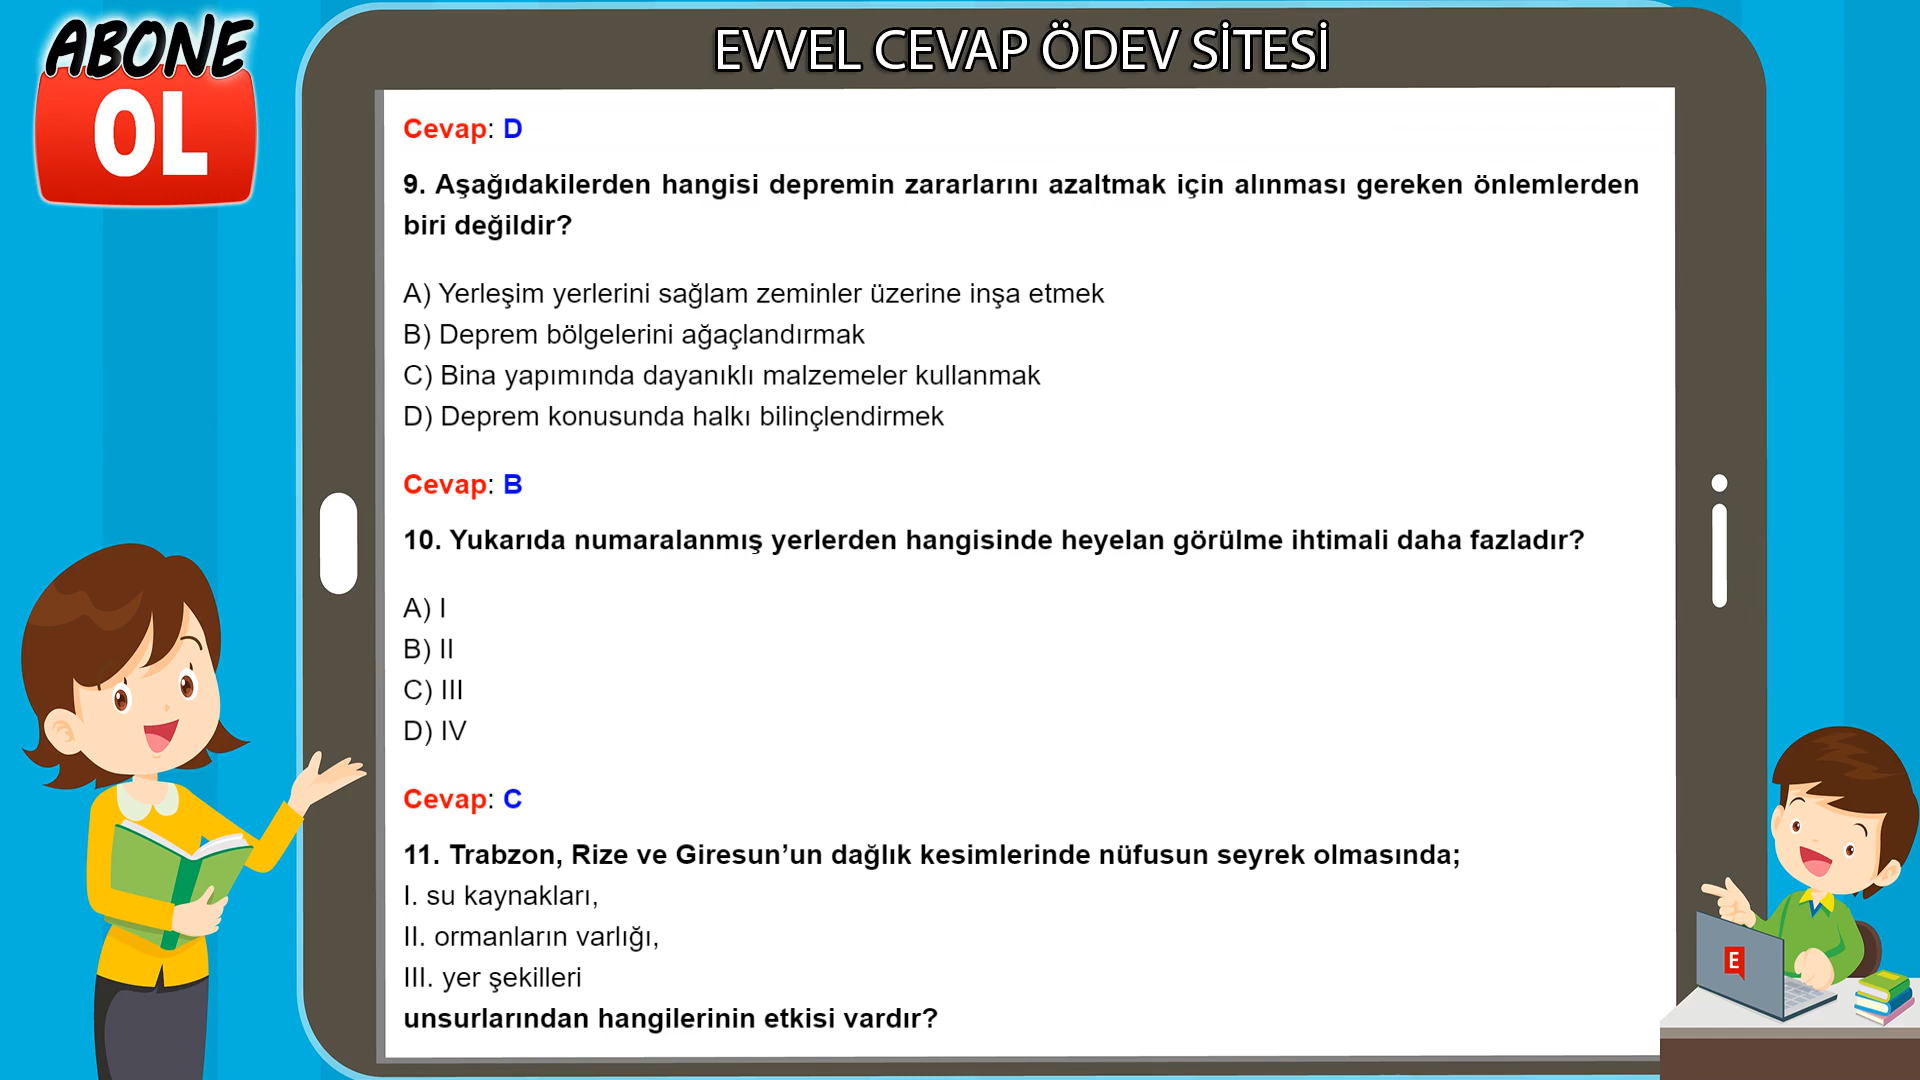 ABONE
OL
EVVEL CEVAP ÖDEV SİTESİ
Cevap: D
9. Aşağıdakilerden hangisi depremin zararlarını azaltmak için alınması gereken önlemlerden
biri değildir?
A) Yerleşim yerlerini sağlam zeminler üzerine inşa etmek
B) Deprem bölgelerini ağaçlandırmak
C) Bina yapımında dayanıklı malzemeler kullanmak
D) Deprem konusunda halkı bilinçlendirmek
Cevap: B
10. Yukarıda numaralanmış yerlerden hangisinde heyelan görülme ihtimali daha fazladır?
A) I
B) II
C) III
D) IV
Cevap: C
11. Trabzon, Rize ve Giresun’un dağlık kesimlerinde nüfusun seyrek olmasında;
I. su kaynakları,
II. ormanların varlığı,
III. yer şekilleri
unsurlarından hangilerinin etkisi vardır?
E